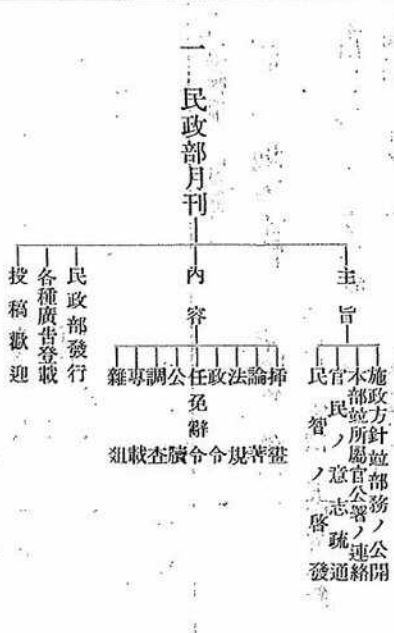 一 民政部月刊
主旨
施政方針竝部務ノ公開
本部竝所屬官公署ノ連絡
官民ノ意志疏通
民智ノ啓發
內容
揷畫
論著
法規
政令
任免辭令
公牘
調査
專載
雜俎
民政部發行
各種廣告登載
投稿歡迎